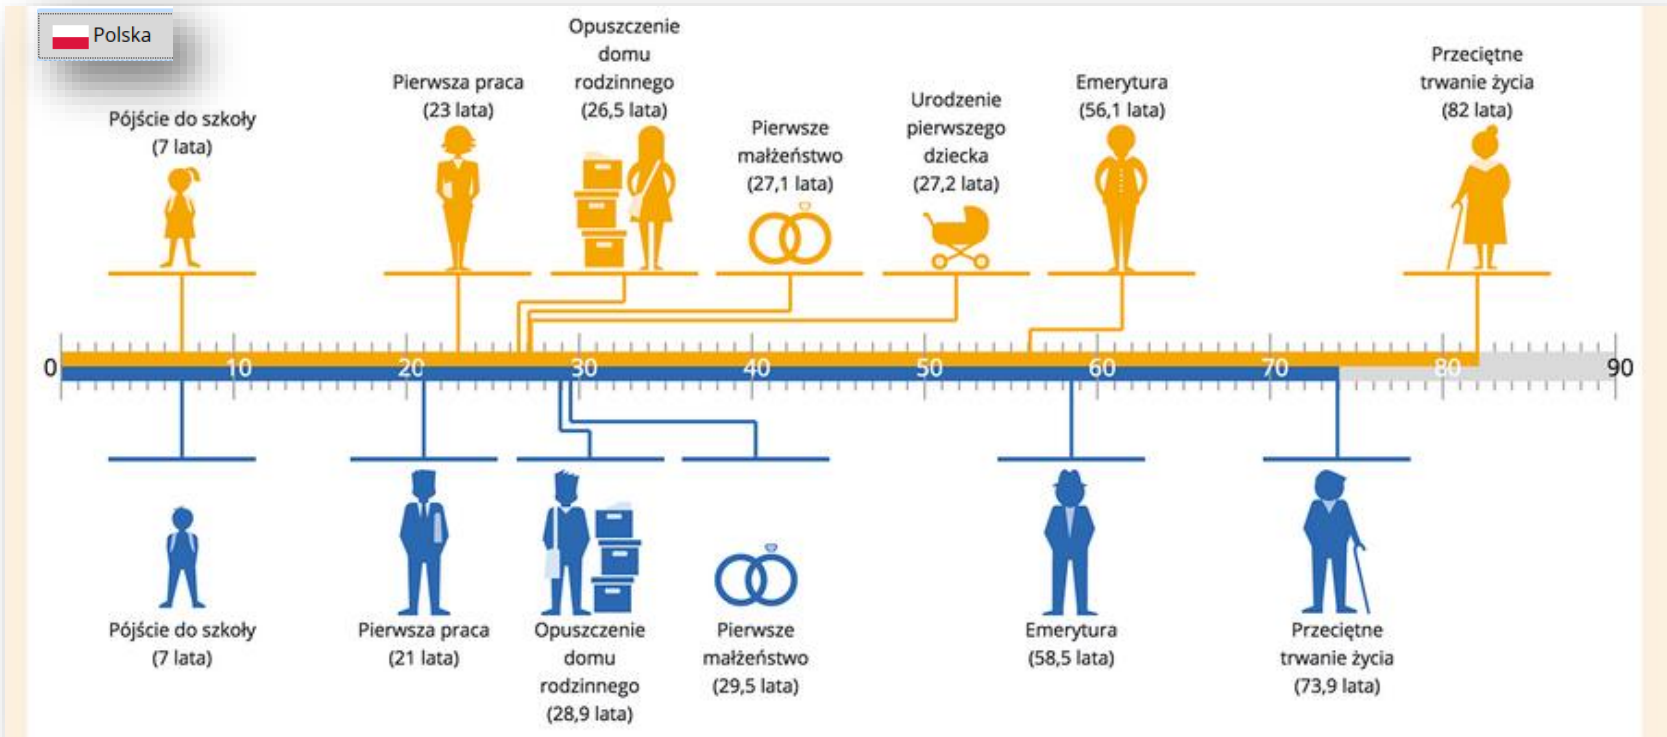 Polska
Pójście do szkoły
(7 lata)
Pierwsza praca
(23 lata)
Opuszczenie
domu
rodzinnego
(26,5 lata)
Pierwsze
małżeństwo
(27,1 lata)
Urodzenie
pierwszego
dziecka
(27,2 lata)
Emerytura
(56,1 lata)
Przeciętne
trwanie życia
(82 lata)
0 10 20 30 40 50 60 70 80 90
Pójście do szkoły
(7 lata)
Pierwsza praca
(21 lata)
Opuszczenie
domu
rodzinnego
(28,9 lata)
Pierwsze
małżeństwo
(29,5 lata)
Emerytura
(58,5 lata)
Przeciętne
trwanie życia
(73,9 lata)